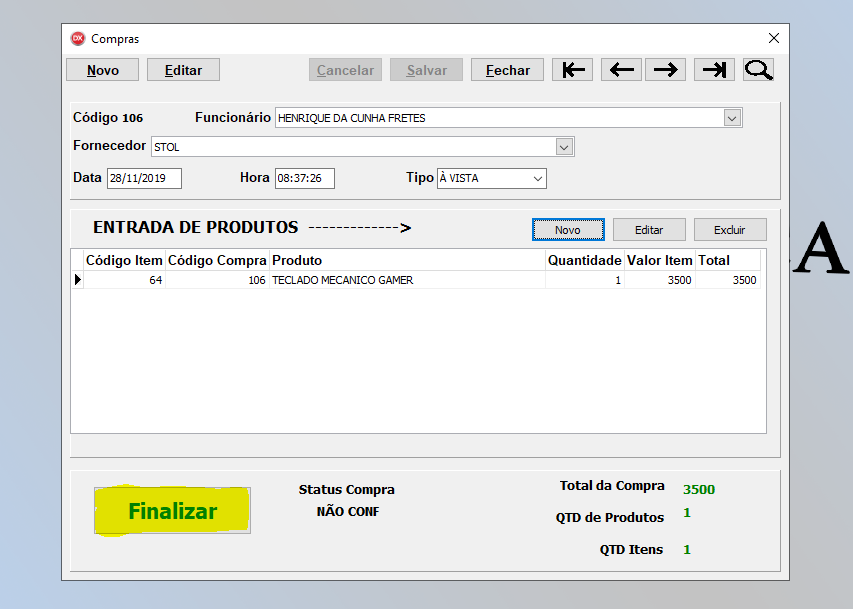 DX Compras
Novo Editar Cancelar Salvar Fechar
Código 106 Funcionário HENRIQUE DA CUNHA FRETES
Fornecedor STOL
Data 28/11/2019 Hora 08:37:26 Tipo À VISTA
ENTRADA DE PRODUTOS -------------> Novo Editar Excluir
Código Item Código Compra Produto Quantidade Valor Item Total
64 106 TECLADO MECANICO GAMER 1 3500 3500
Finalizar
Status Compra
NÃO CONF
Total da Compra 3500
QTD de Produtos 1
QTD Itens 1
A